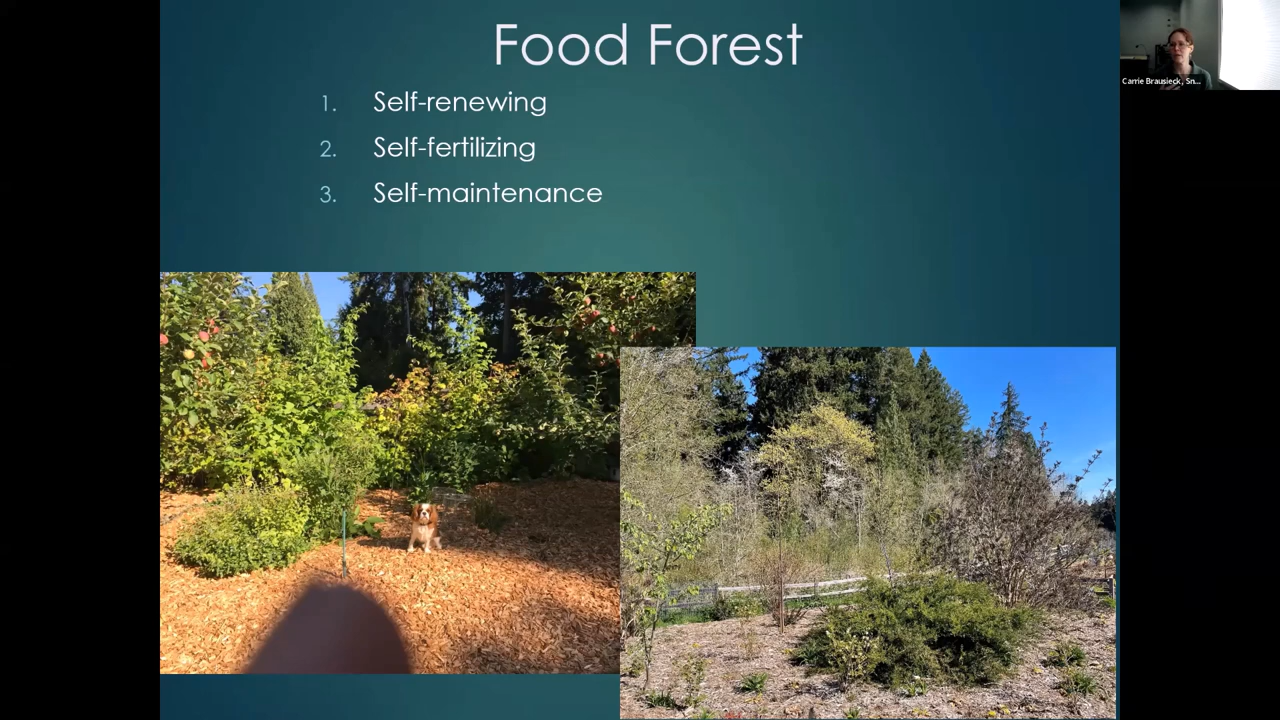 Food Forest
1. Self-renewing
2. Self-fertilizing
3. Self-maintenance
Carrie Brausieck, Sn...